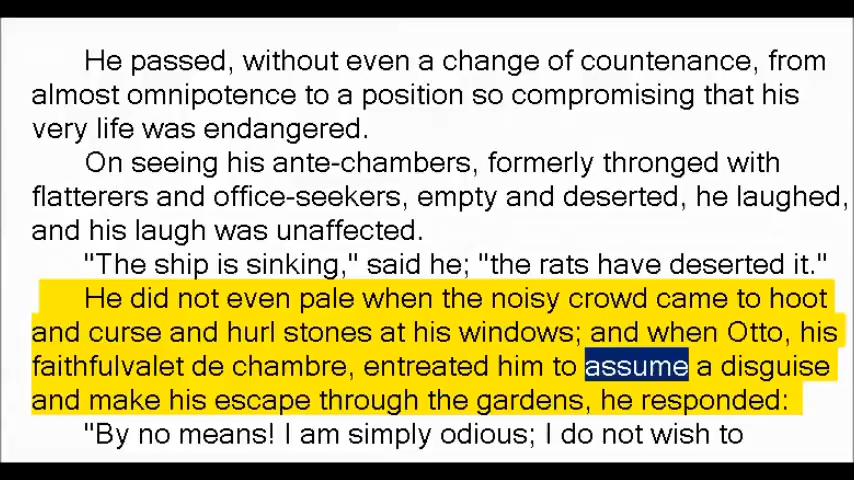 He passed, without even a change of countenance, from
almost omnipotence to a position so compromising that his
very life was endangered.
On seeing his ante-chambers, formerly thronged with
flatterers and office-seekers, empty and deserted, he laughed,
and his laugh was unaffected.
"The ship is sinking," said he; "the rats have deserted it."
He did not even pale when the noisy crowd came to hoot
and curse and hurl stones at his windows; and when Otto, his
faithfulvalet de chambre, entreated him to assume a disguise
and make his escape through the gardens, he responded:
"By no means! I am simply odious; I do not wish to